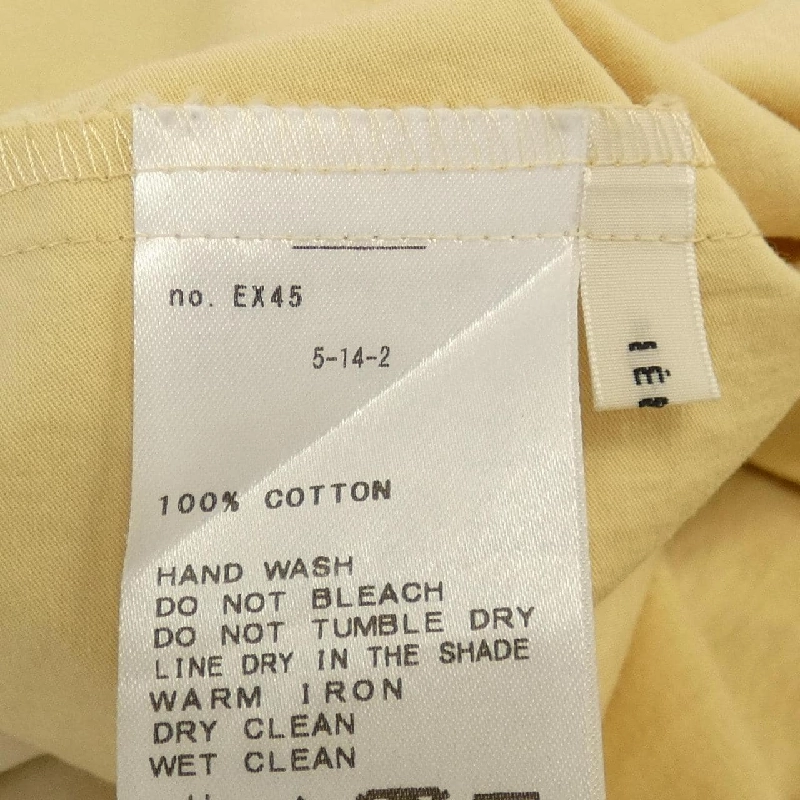 no. EX45
5-14-2
100% COTTON
HAND WASH
DO NOT BLEACH
DO NOT TUMBLE DRY
LINE DRY IN THE SHADE
WARM IRON
DRY CLEAN
WET CLEAN